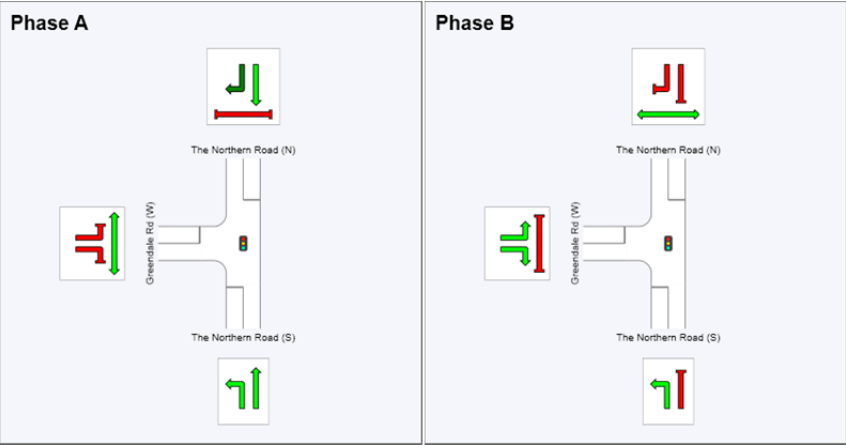 Phase A
The Northern Road (N)
Greendale Rd (W)
The Northern Road (S)
Phase B
The Northern Road (N)
Greendale Rd (W)
The Northern Road (S)